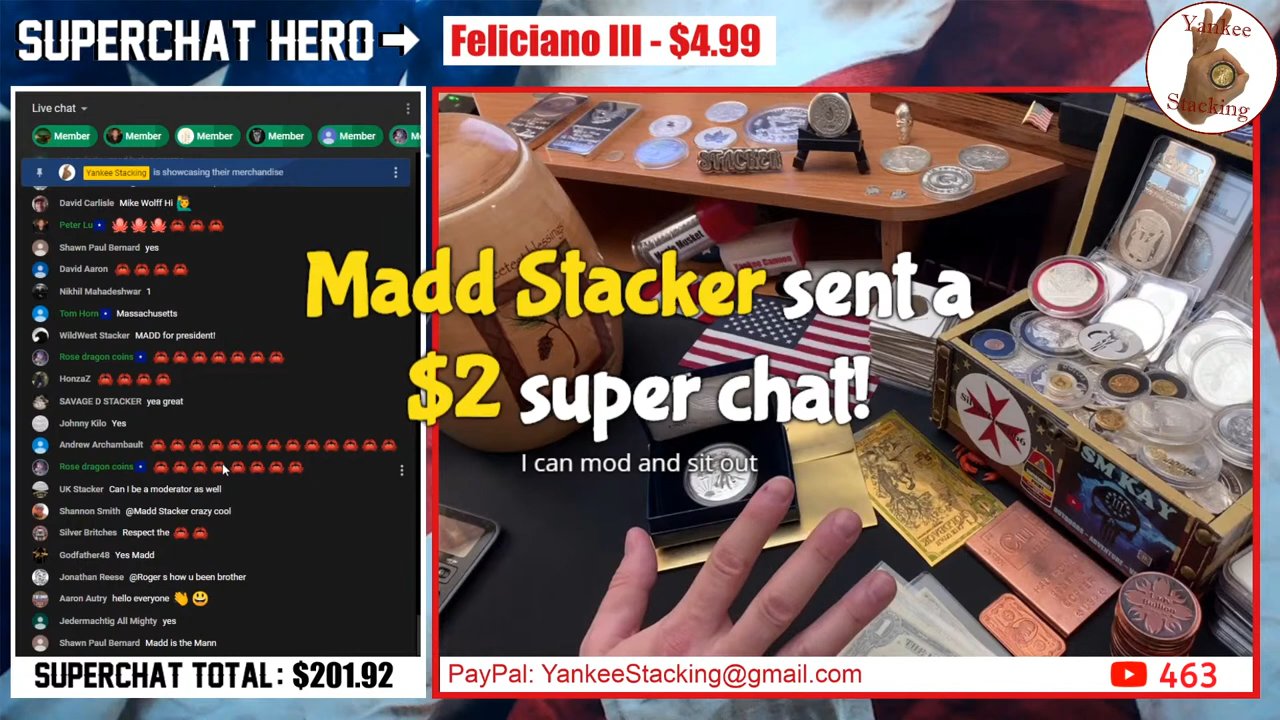 SUPERCHAT HERO
Feliciano III - $4.99
Yankee
Stacking
Live chat
Member Member Member Member Member
Yankee Stacking is showcasing their merchandise
David Carlisle Mike Wolff Hi
Peter Lu
Shawn Paul Bernard yes
David Aaron
Nikhil Mahadeshwar 1
Tom Horn Massachusetts
WildWest Stacker MADD for president!
Rose dragon coins
HonzaZ
SAVAGE D STACKER yea great
Johnny Kilo Yes
Andrew Archambault
Rose dragon coins
UK Stacker Can I be a moderator as well
Shannon Smith @Madd Stacker crazy cool
Silver Britches Respect the
Godfather48 Yes Madd
Jonathan Reese @Roger s how u been brother
Aaron Autry hello everyone
Jedermachtig All Mighty yes
Shawn Paul Bernard Madd is the Mann
SUPERCHAT TOTAL: $201.92
STACKER
Musket
Yankee Cannon
Madd Stacker sent a
$2 super chat!
I can mod and sit out
SMKAY
PayPal: YankeeStacking@gmail.com
463